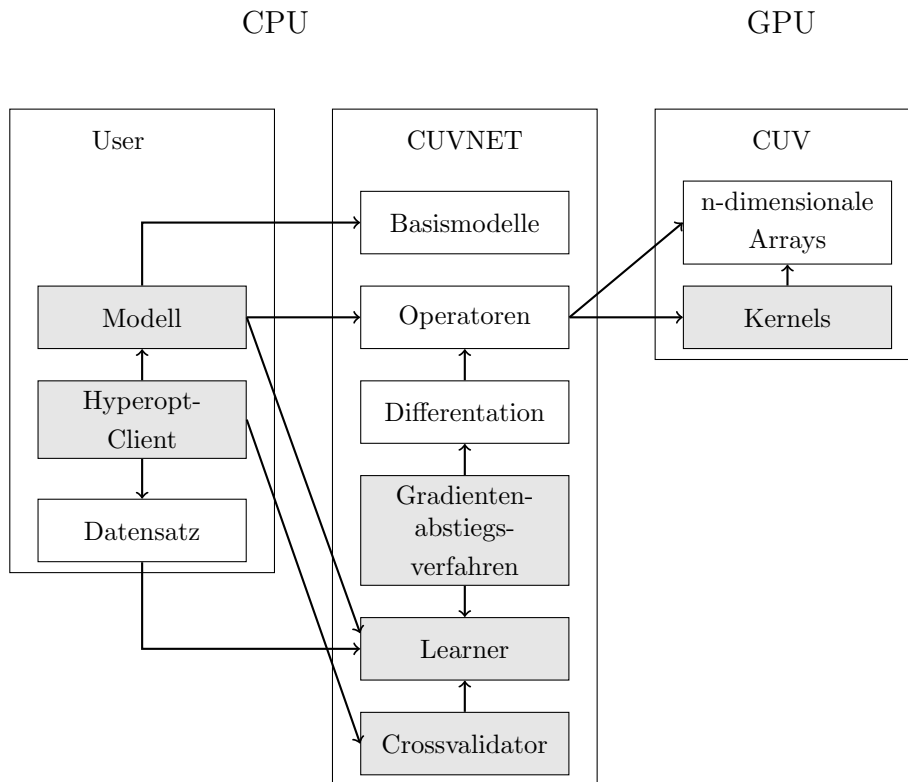 CPU
GPU
User
CUVNET
CUV
Basismodelle
n-dimensionale
Arrays
Modell
Operatoren
Kernels
Hyperopt-
Client
Differentation
Datensatz
Gradienten-
abstiegs-
verfahren
Learner
Crossvalidator